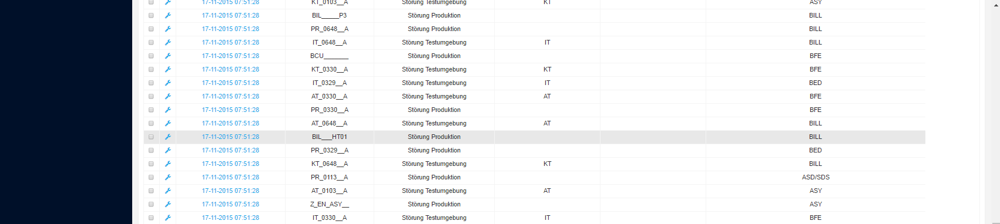 17-11-2015 07:51:28 KT_0103__A Störung Testumgebung KT ASY
17-11-2015 07:51:28 BIL_____P3 Störung Produktion BILL
17-11-2015 07:51:28 PR_0648__A Störung Produktion BILL
17-11-2015 07:51:28 IT_0648__A Störung Testumgebung IT BILL
17-11-2015 07:51:28 BCU_______ Störung Produktion BFE
17-11-2015 07:51:28 KT_0330__A Störung Testumgebung KT BFE
17-11-2015 07:51:28 IT_0329__A Störung Testumgebung IT BED
17-11-2015 07:51:28 AT_0330__A Störung Testumgebung AT BFE
17-11-2015 07:51:28 PR_0330__A Störung Produktion BFE
17-11-2015 07:51:28 AT_0648__A Störung Testumgebung AT BILL
17-11-2015 07:51:28 BIL___HT01 Störung Produktion BILL
17-11-2015 07:51:28 PR_0329__A Störung Produktion BED
17-11-2015 07:51:28 KT_0648__A Störung Testumgebung KT BILL
17-11-2015 07:51:28 PR_0113__A Störung Produktion ASD/SDS
17-11-2015 07:51:28 AT_0103__A Störung Testumgebung AT ASY
17-11-2015 07:51:28 Z_EN_ASY__ Störung Produktion ASY
17-11-2015 07:51:28 IT_0330__A Störung Testumgebung IT BFE